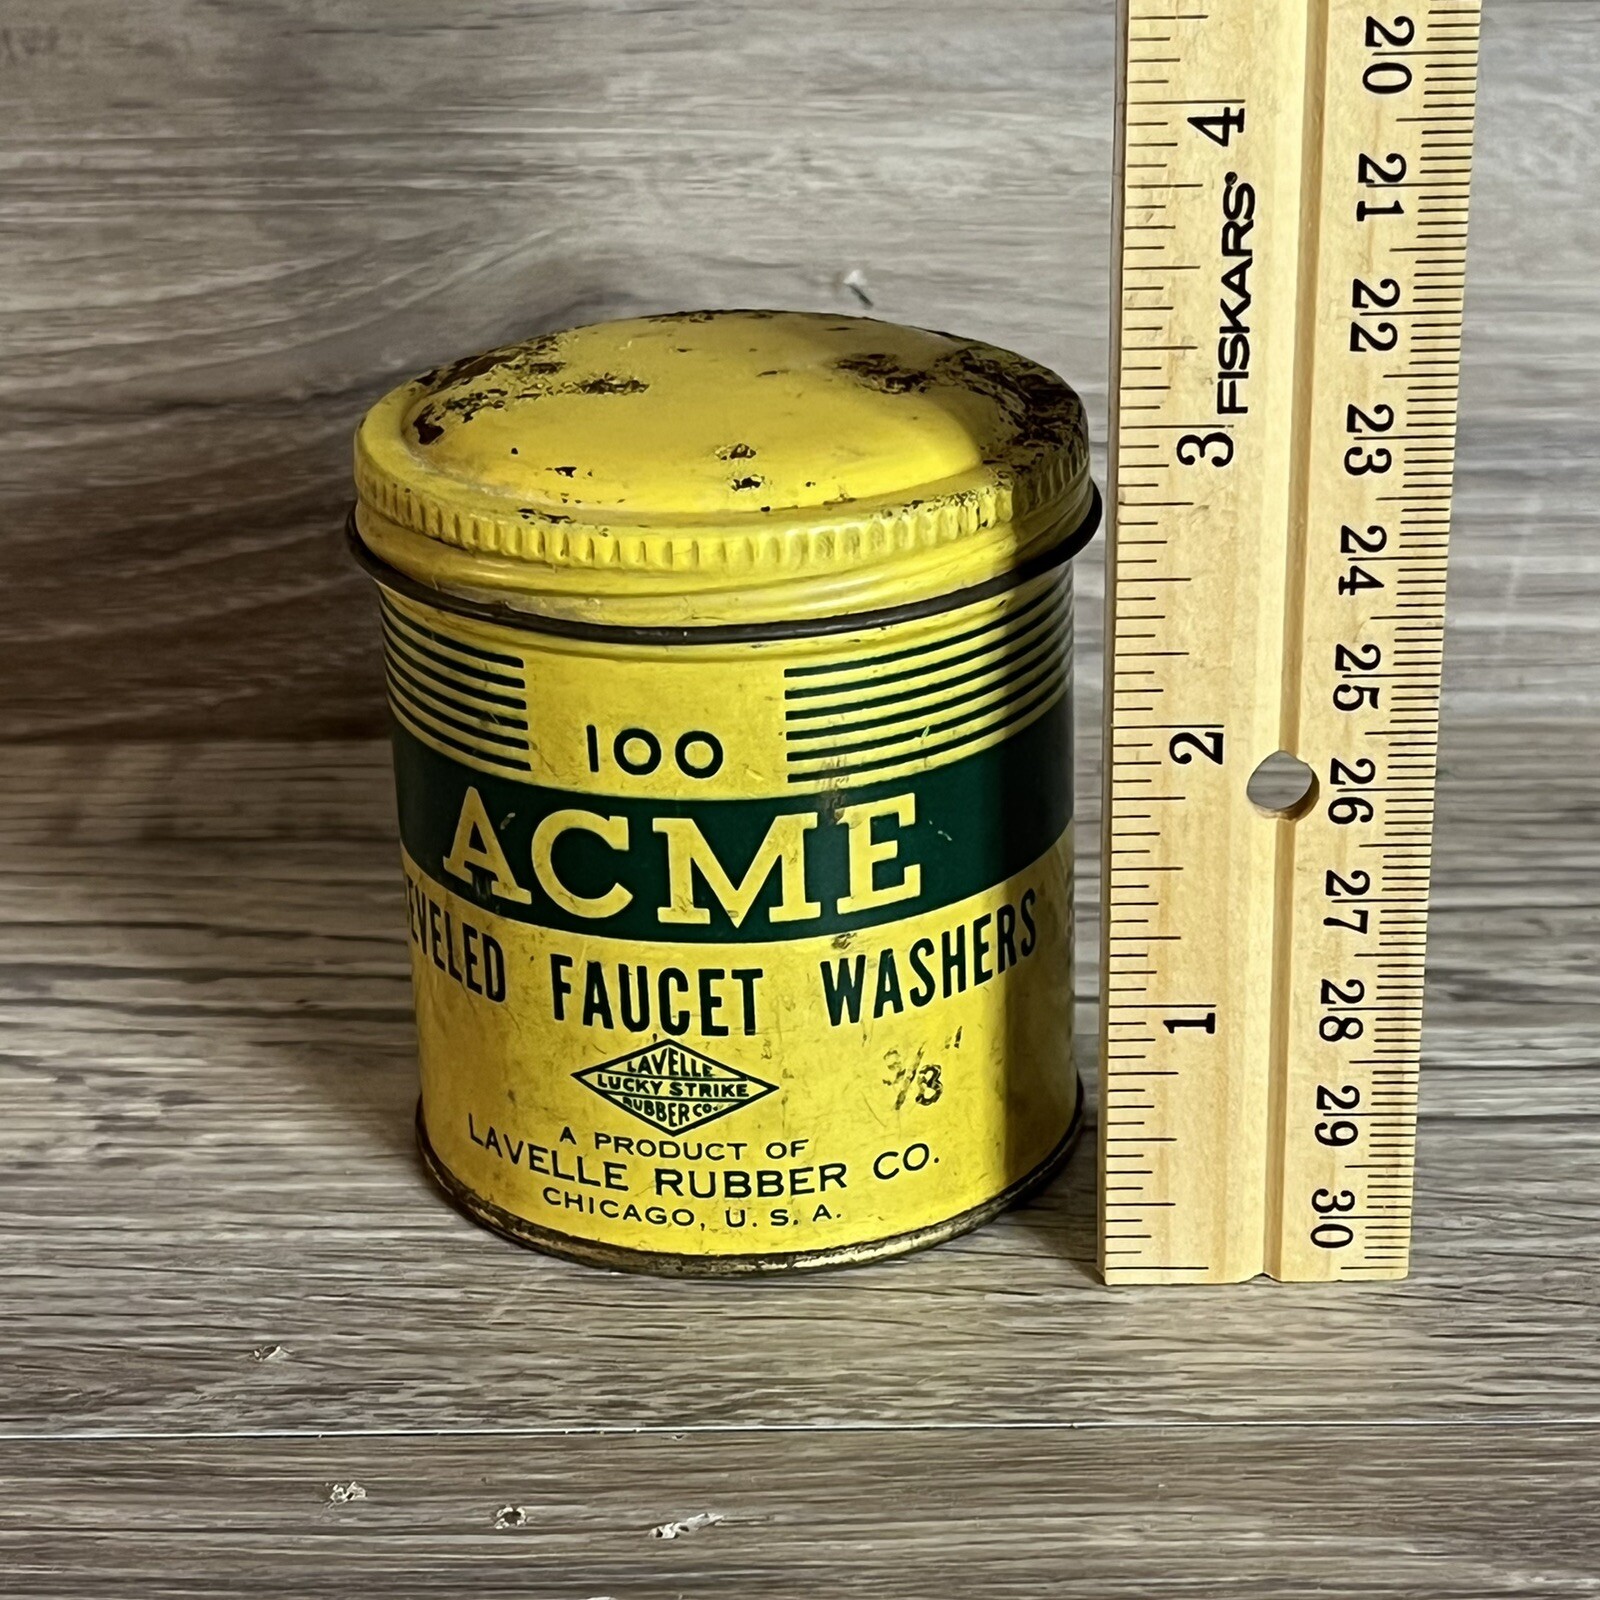 100
ACME
EVELED FAUCET WASHERS
LAVELLE
LUCKY STRIKE
RUBBER CO.
3/8"
A PRODUCT OF
LAVELLE RUBBER CO.
CHICAGO, U. S. A.
4
FISKARS
3
2
1
20
21
22
23
24
25
26
27
28
29
30